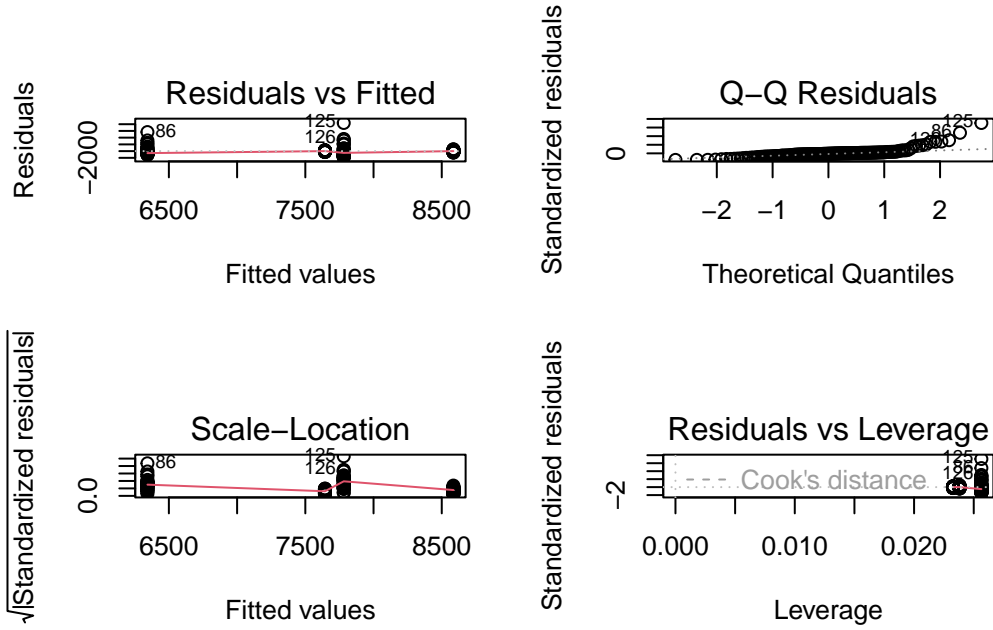 Residuals vs Fitted
Residuals
−2000
86
125
126
6500
7500
8500
Fitted values
Q−Q Residuals
Standardized residuals
0
125
86
−2
−1
0
1
2
Theoretical Quantiles
Scale−Location
√|Standardized residuals|
0.0
86
125
126
6500
7500
8500
Fitted values
Residuals vs Leverage
Standardized residuals
−2
125
86
Cook's distance
0.000
0.010
0.020
Leverage